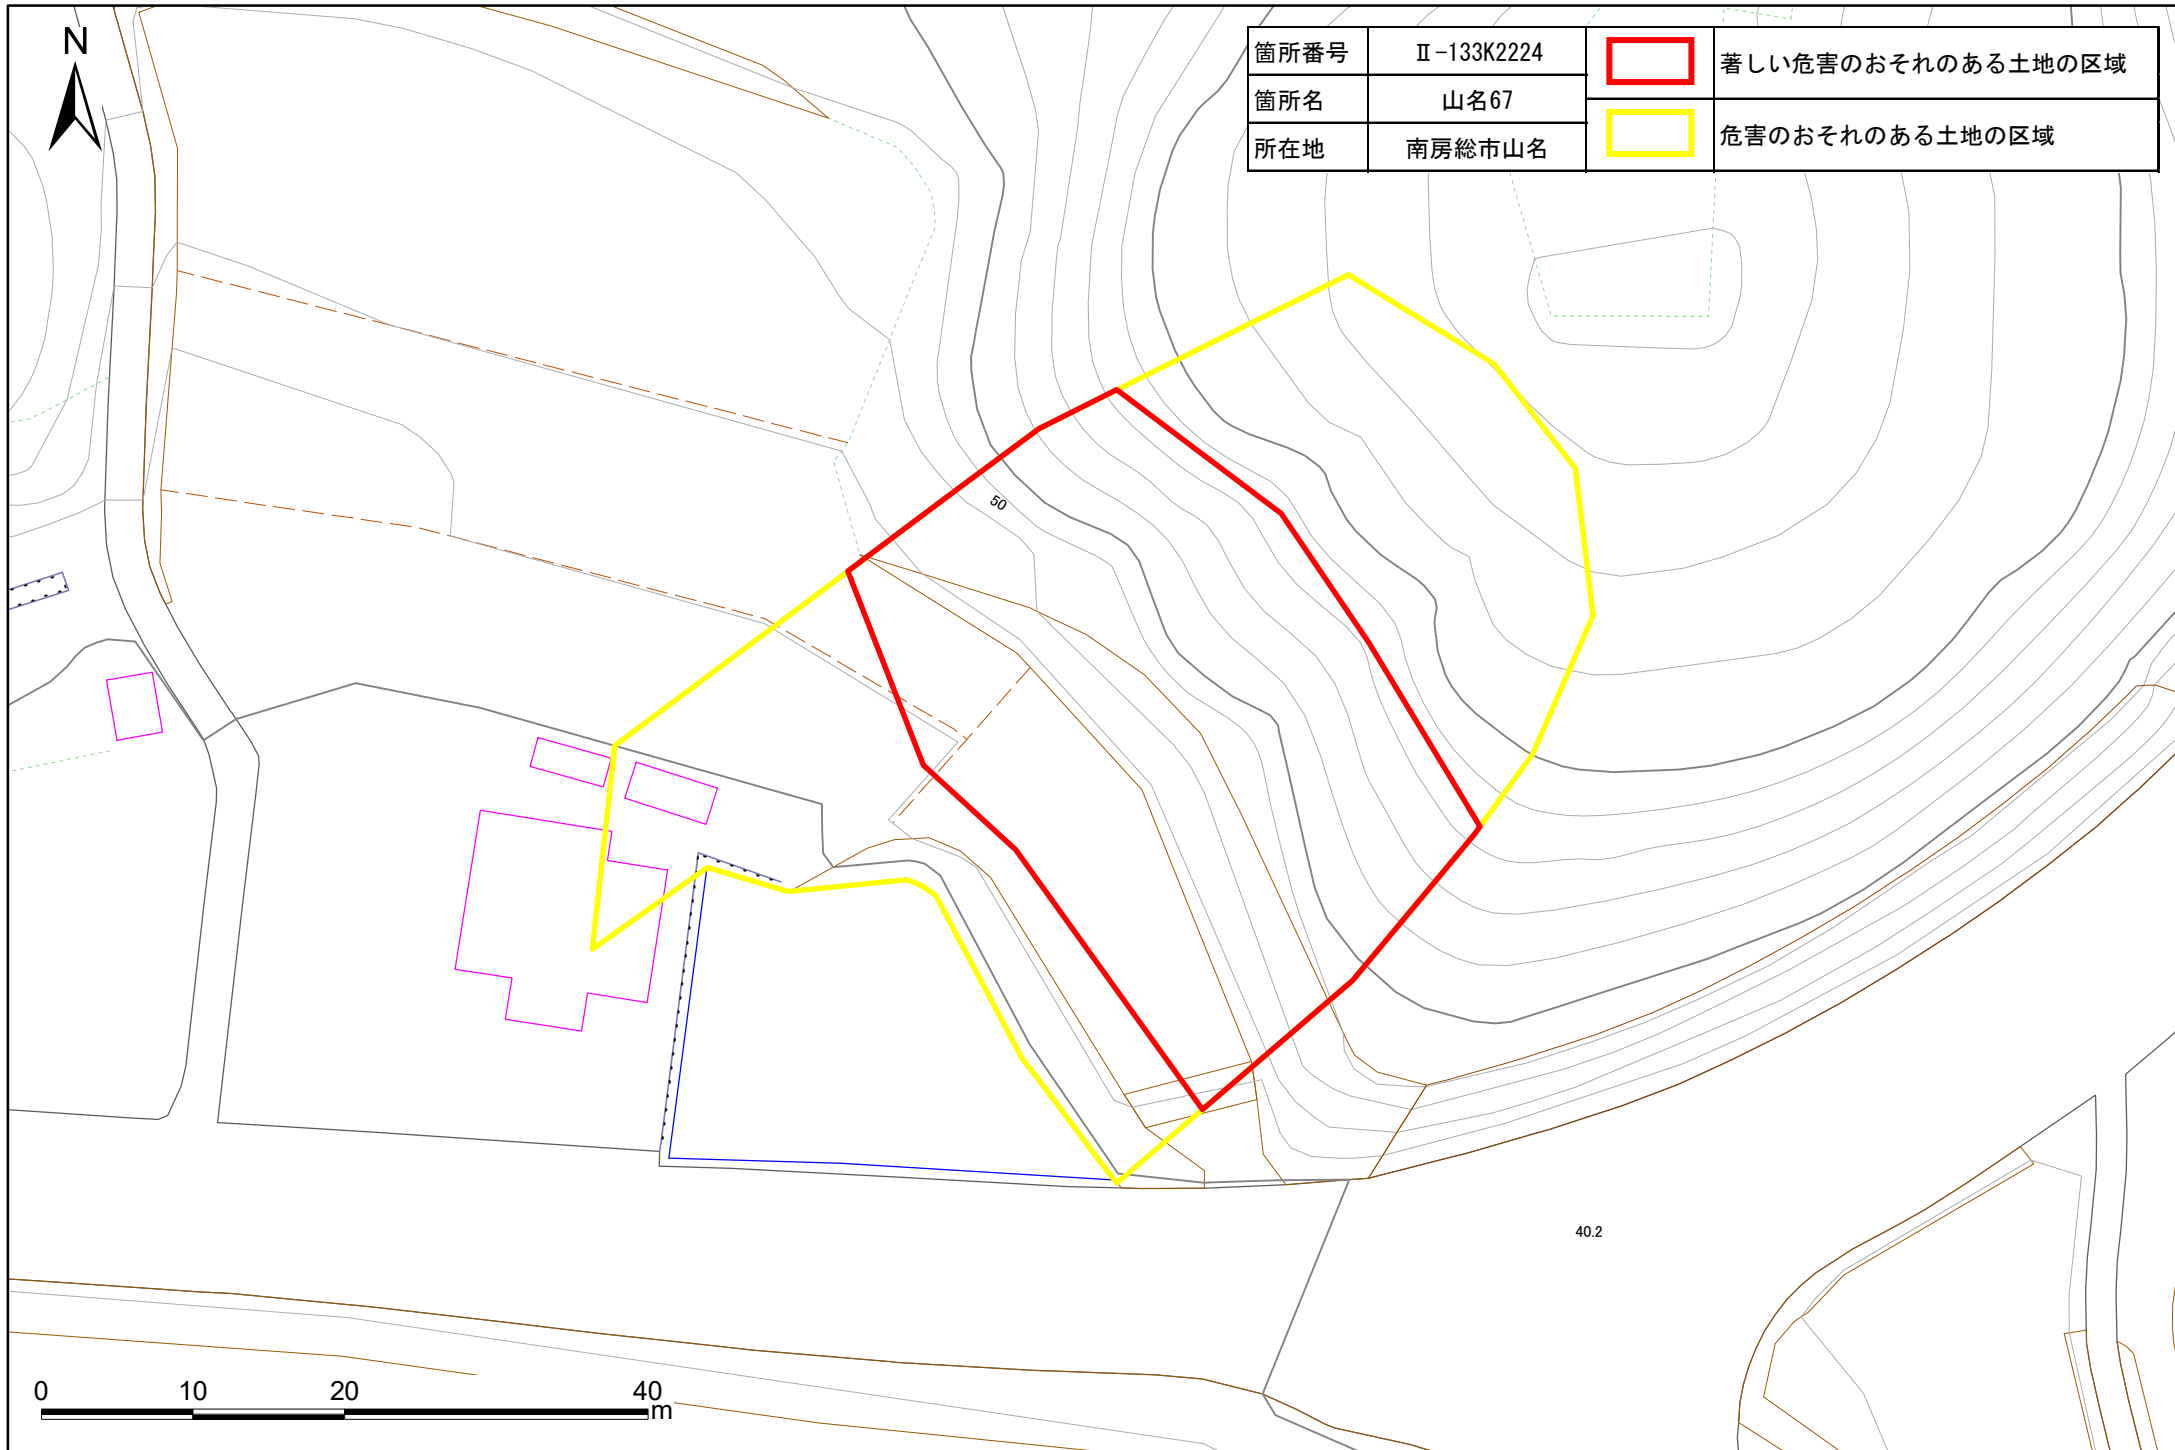 N
箇所番号 Ⅱ-133K2224
箇所名 山名67
所在地 南房総市山名
著しい危害のおそれのある土地の区域
危害のおそれのある土地の区域
50
40.2
0 10 20 40
m